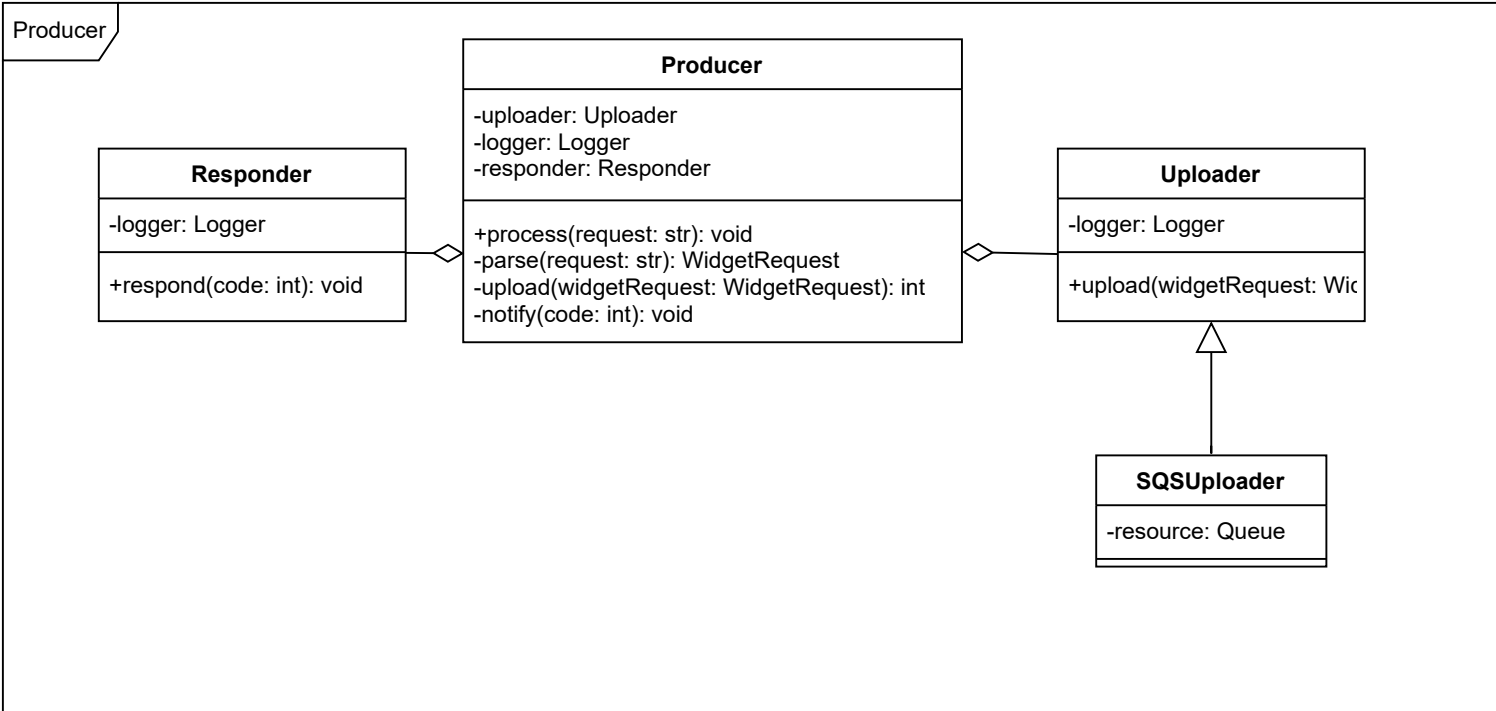 Producer
Producer
-uploader: Uploader
-logger: Logger
-responder: Responder
+process(request: str): void
-parse(request: str): WidgetRequest
-upload(widgetRequest: WidgetRequest): int
-notify(code: int): void
Responder
-logger: Logger
+respond(code: int): void
Uploader
-logger: Logger
+upload(widgetRequest:
SQSUploader
-resource: Queue